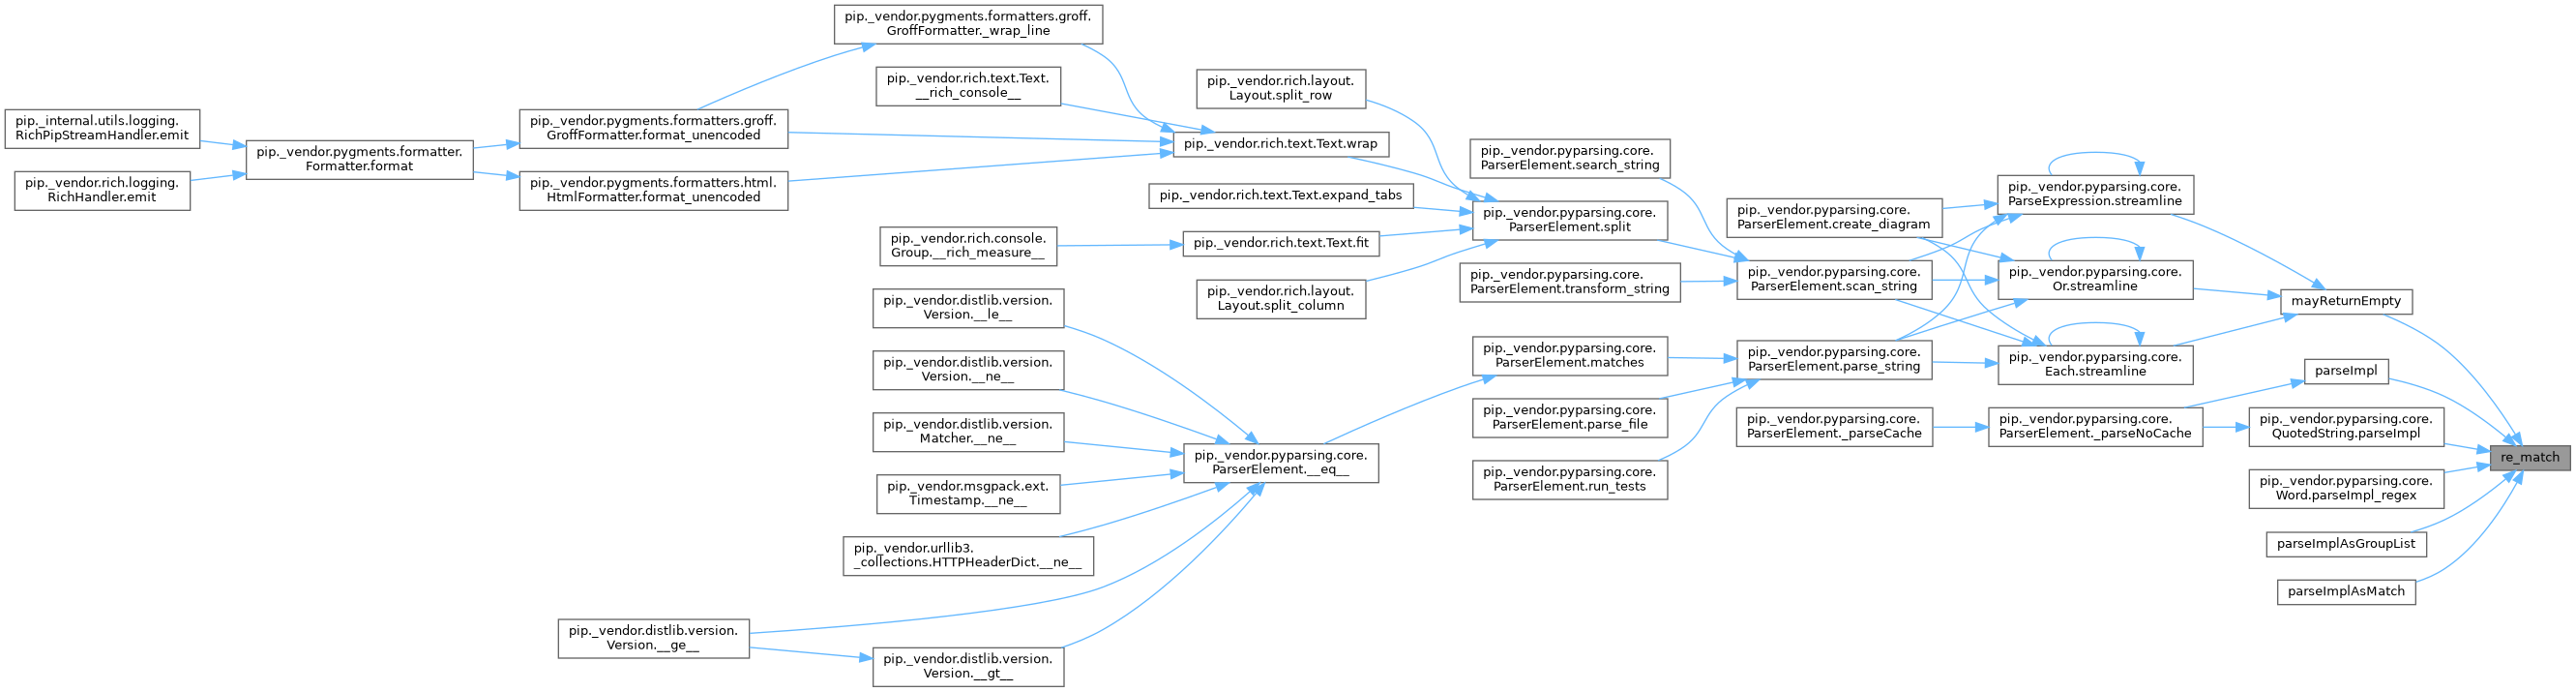 pip._vendor.pygments.formatters.groff.
GroffFormatter._wrap_line
pip._vendor.rich.text.Text.
__rich_console__
pip._vendor.rich.layout.
Layout.split_row
pip._internal.utils.logging.
RichPipStreamHandler.emit
pip._vendor.pygments.formatters.groff.
GroffFormatter.format_unencoded
pip._vendor.rich.text.Text.wrap
pip._vendor.pygments.formatter.
Formatter.format
pip._vendor.pyparsing.core.
ParserElement.search_string
pip._vendor.rich.logging.
RichHandler.emit
pip._vendor.pygments.formatters.html.
HtmlFormatter.format_unencoded
pip._vendor.rich.text.Text.expand_tabs
pip._vendor.pyparsing.core.
ParserElement.split
pip._vendor.pyparsing.core.
ParserElement.create_diagram
pip._vendor.pyparsing.core.
ParseExpression.streamline
pip._vendor.rich.console.
Group.__rich_measure__
pip._vendor.rich.text.Text.fit
pip._vendor.pyparsing.core.
ParserElement.transform_string
pip._vendor.pyparsing.core.
ParserElement.scan_string
pip._vendor.pyparsing.core.
Or.streamline
pip._vendor.rich.layout.
Layout.split_column
mayReturnEmpty
pip._vendor.distlib.version.
Version.__le__
pip._vendor.pyparsing.core.
ParserElement.matches
pip._vendor.pyparsing.core.
ParserElement.parse_string
pip._vendor.pyparsing.core.
Each.streamline
pip._vendor.distlib.version.
Version.__ne__
parseImpl
pip._vendor.distlib.version.
Matcher.__ne__
pip._vendor.pyparsing.core.
ParserElement.parse_file
pip._vendor.pyparsing.core.
ParserElement._parseCache
pip._vendor.pyparsing.core.
ParserElement._parseNoCache
pip._vendor.pyparsing.core.
QuotedString.parseImpl
pip._vendor.pyparsing.core.
ParserElement.__eq__
re_match
pip._vendor.pyparsing.core.
ParserElement.run_tests
pip._vendor.msgpack.ext.
Timestamp.__ne__
pip._vendor.pyparsing.core.
Word.parseImpl_regex
pip._vendor.urllib3.
_collections.HTTPHeaderDict.__ne__
parseImplAsGroupList
parseImplAsMatch
pip._vendor.distlib.version.
Version.__ge__
pip._vendor.distlib.version.
Version.__gt__